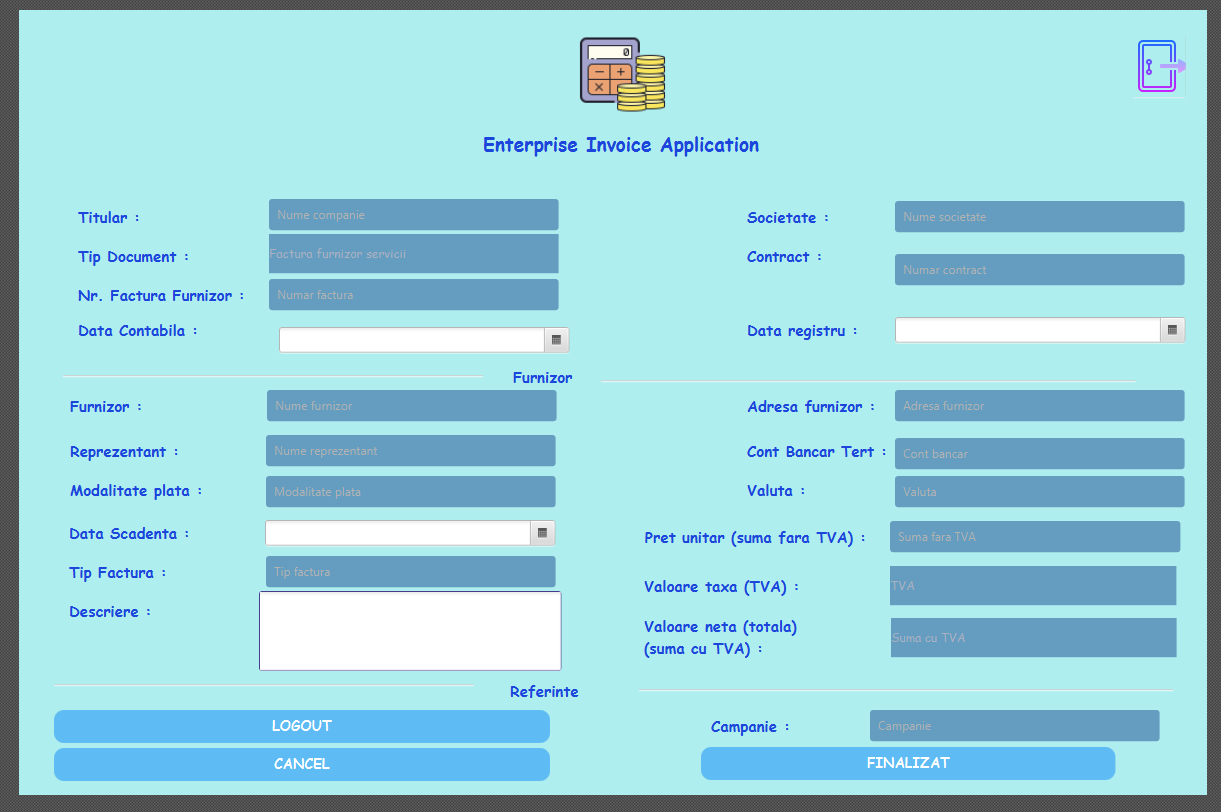 0
Enterprise Invoice Application
Titular :
Nume companie
Societate :
Nume societate
Tip Document :
Factura furnizor servicii
Contract :
Numar contract
Nr. Factura Furnizor :
Numar factura
Data Contabila :
Data registru :
Furnizor
Furnizor :
Nume furnizor
Adresa furnizor :
Adresa furnizor
Reprezentant :
Nume reprezentant
Cont Bancar Tert :
Cont bancar
Modalitate plata :
Modalitate plata
Valuta :
Valuta
Data Scadenta :
Pret unitar (suma fara TVA) :
Suma fara TVA
Tip Factura :
Tip factura
Valoare taxa (TVA) :
TVA
Descriere :
Valoare neta (totala)
(suma cu TVA) :
Suma cu TVA
Referinte
LOGOUT
Campanie :
Campanie
CANCEL
FINALIZAT